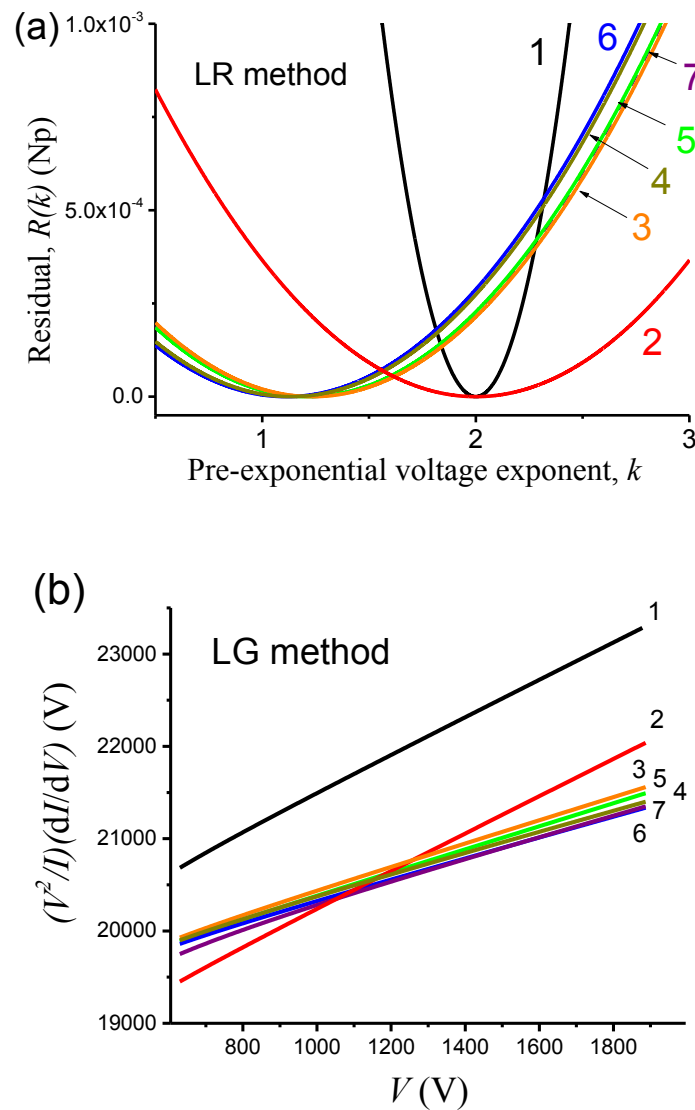 (a)
LR method
Residual, R(k) (Np)
1.0x10⁻³
5.0x10⁻⁴
0.0
1
6
7
5
4
3
2
1
2
3
Pre-exponential voltage exponent, k
(b)
LG method
(V²/I)(dI/dV) (V)
23000
22000
21000
20000
19000
1
2
3
5
4
7
6
800
1000
1200
1400
1600
1800
V (V)